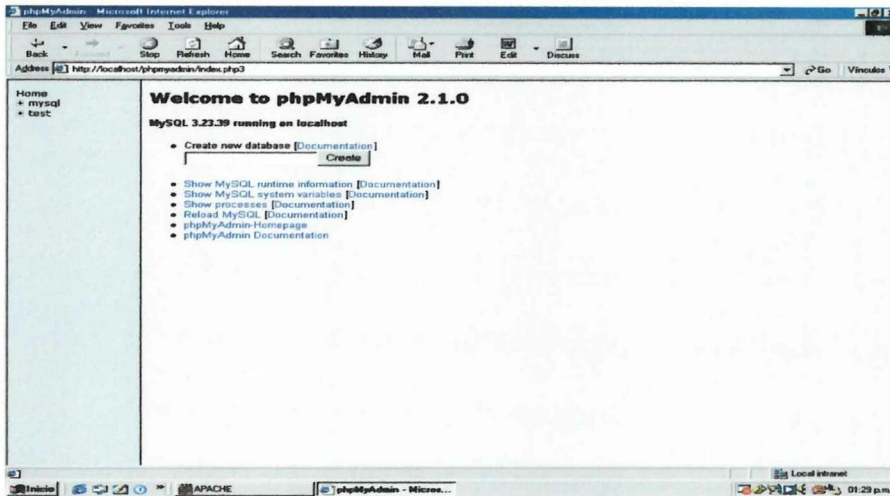 phpMyAdmin - Microsoft Internet Explorer
File Edit View Favorites Tools Help
Back Forward Stop Refresh Home Search Favorites History Mail Print Edit Discuss
Address http://localhost/phpmyadmin/index.php3 Go Vínculos
Home
+ mysql
+ test
Welcome to phpMyAdmin 2.1.0
MySQL 3.23.39 running on localhost
• Create new database [Documentation]
Create
• Show MySQL runtime information [Documentation]
• Show MySQL system variables [Documentation]
• Show processes [Documentation]
• Reload MySQL [Documentation]
• phpMyAdmin-Homepage
• phpMyAdmin Documentation
Local intranet
Inicio APACHE phpMyAdmin - Micros... 01:29 p.m.